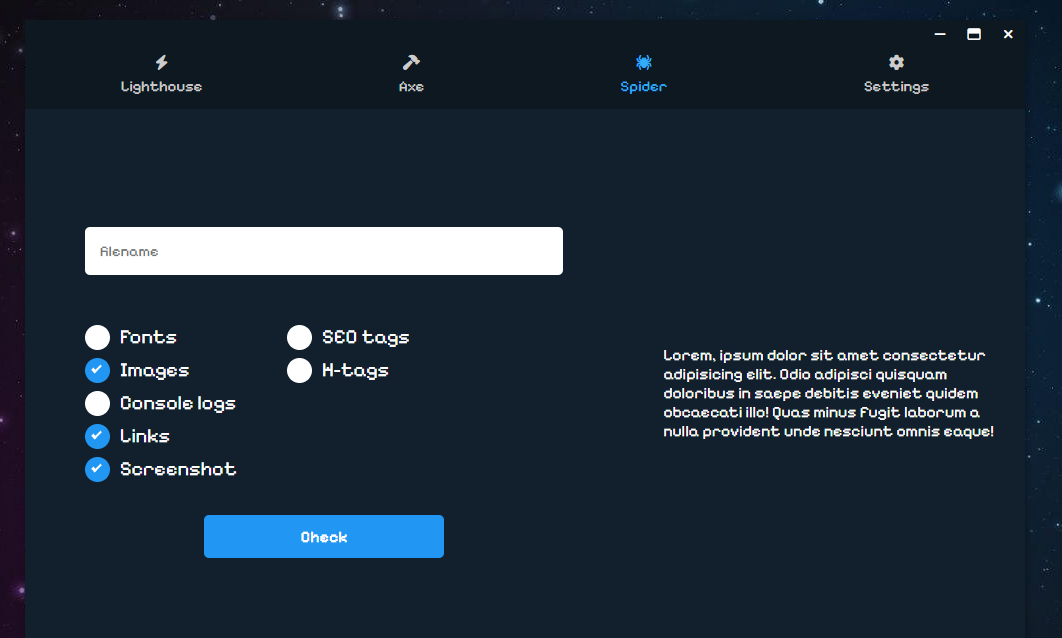 Lighthouse
Axe
Spider
Settings
filename
Fonts
SEO tags
Images
H-tags
Console logs
Links
Screenshot
Lorem, ipsum dolor sit amet consectetur
adipisicing elit. Odio adipisci quisquam
doloribus in saepe debitis eveniet quidem
obcaecati illo! Quas minus fugit laborum a
nulla provident unde nesciunt omnis eaque!
Check